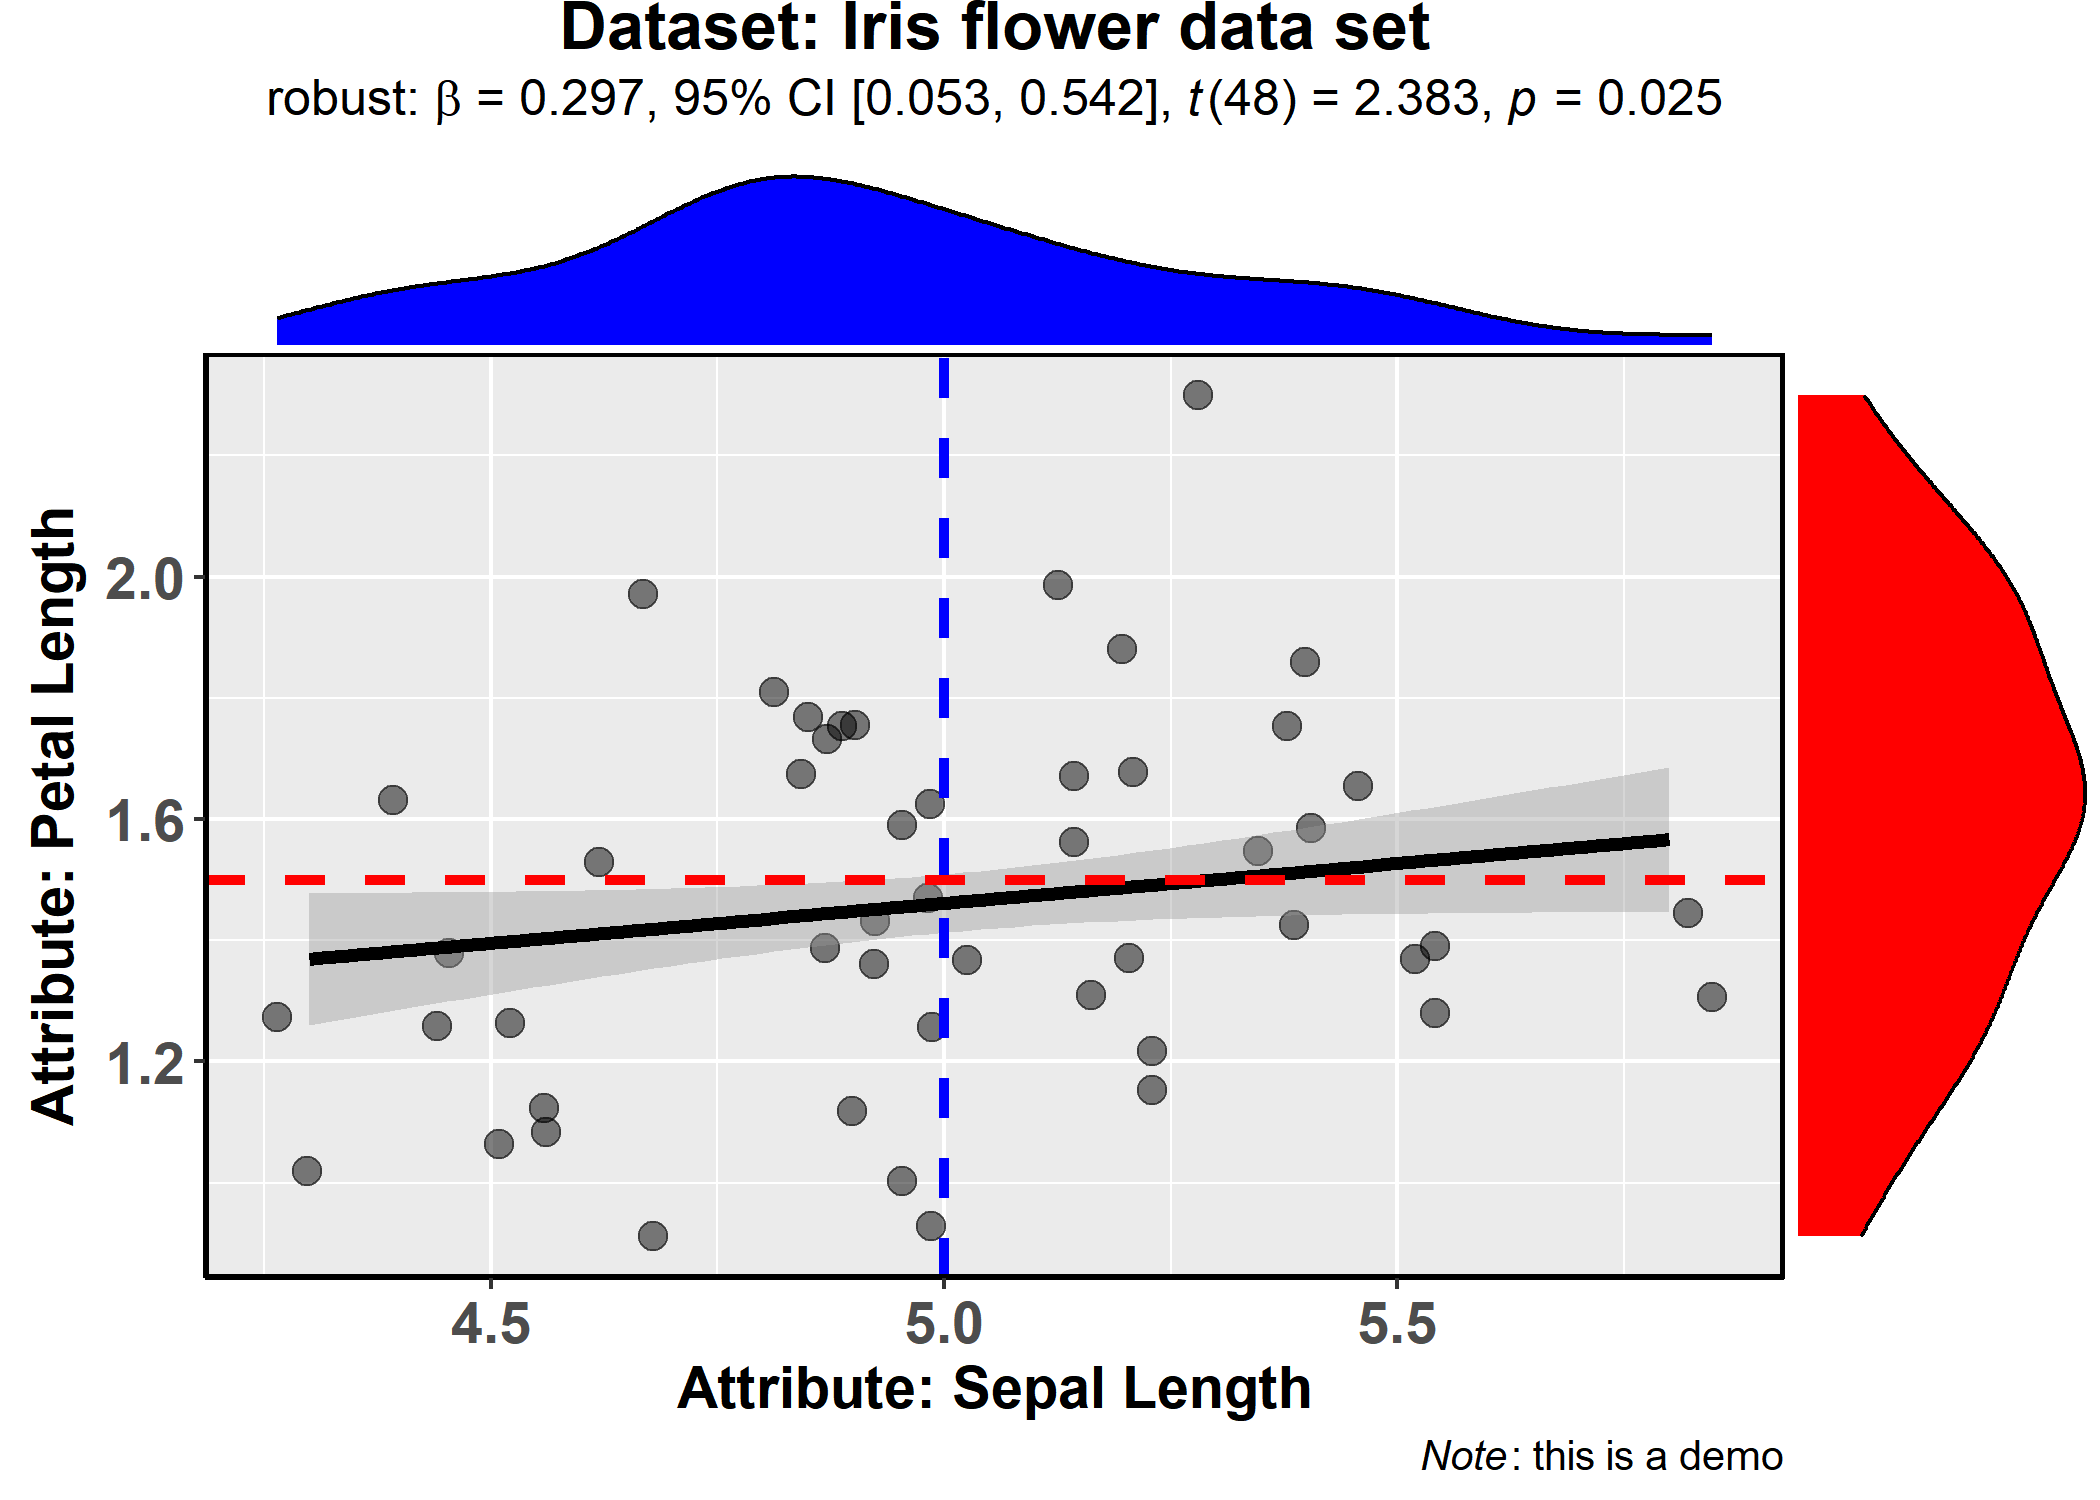 Dataset: Iris flower data set
robust: β = 0.297, 95% CI [0.053, 0.542], t(48) = 2.383, p = 0.025
Attribute: Petal Length
2.0
1.6
1.2
4.5 5.0 5.5
Attribute: Sepal Length
Note: this is a demo